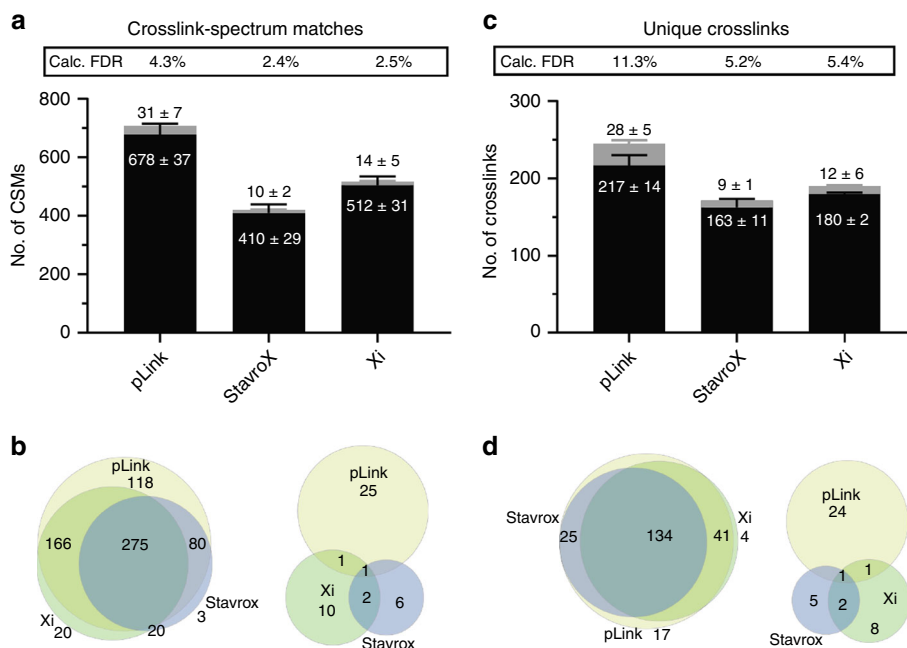 a
Crosslink-spectrum matches
Calc. FDR 4.3% 2.4% 2.5%
No. of CSMs
800
600
400
200
0
31 ± 7
678 ± 37
10 ± 2
410 ± 29
14 ± 5
512 ± 31
pLink
StavroX
Xi
c
Unique crosslinks
Calc. FDR 11.3% 5.2% 5.4%
No. of crosslinks
300
200
100
0
28 ± 5
217 ± 14
9 ± 1
163 ± 11
12 ± 6
180 ± 2
pLink
StavroX
Xi
b
pLink
118
166
275
80
Stavrox
3
Xi
20
20
pLink
25
1
1
Xi
10
2
6
Stavrox
d
Stavrox
25
134
41
Xi
4
pLink
17
pLink
24
1
1
5
2
Xi
8
Stavrox